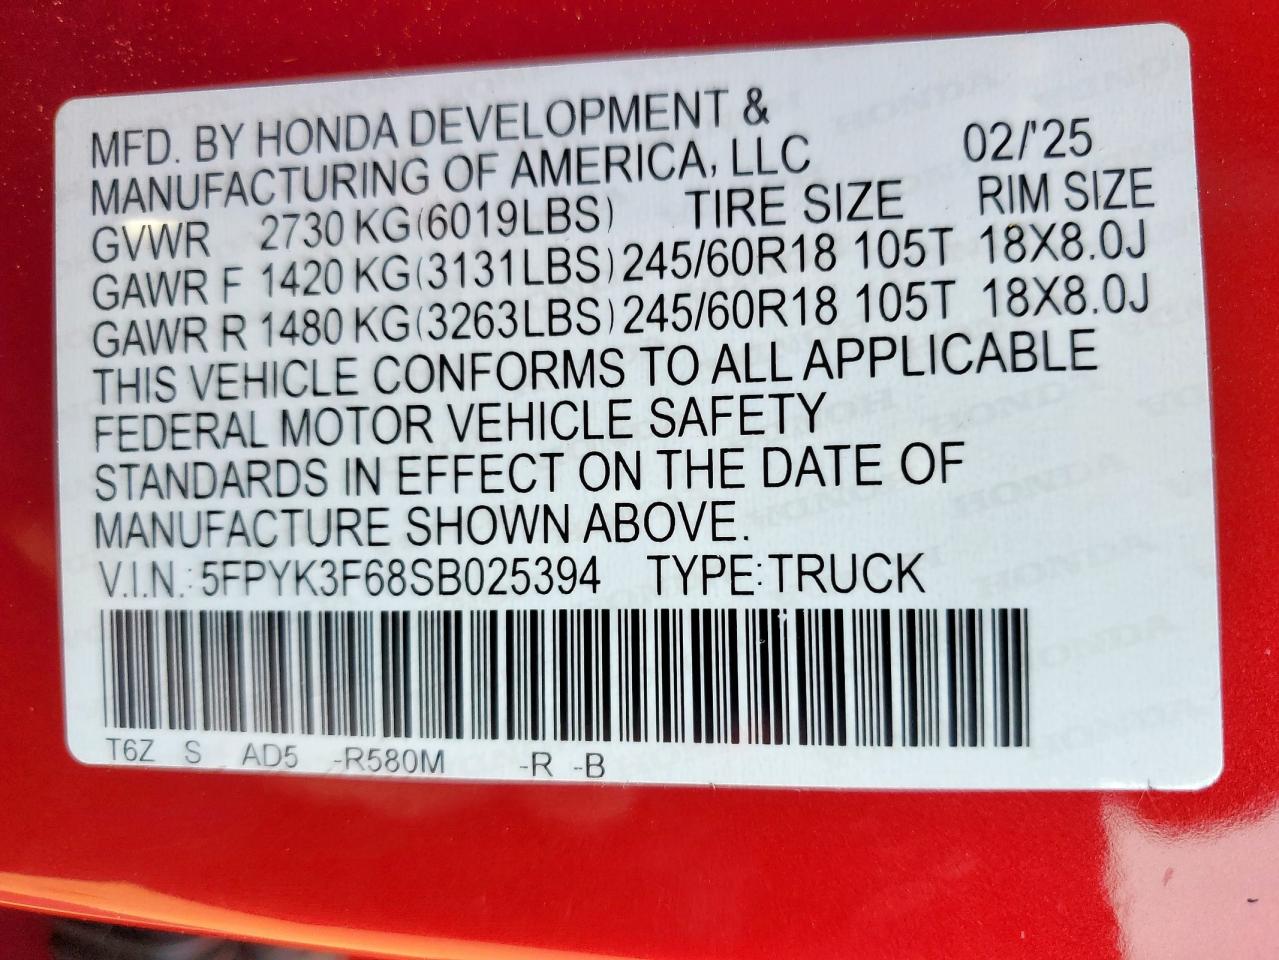 MFD. BY HONDA DEVELOPMENT &
MANUFACTURING OF AMERICA, LLC 02/'25
GVWR 2730 KG(6019LBS) TIRE SIZE RIM SIZE
GAWR F 1420 KG(3131LBS) 245/60R18 105T 18X8.0J
GAWR R 1480 KG(3263LBS) 245/60R18 105T 18X8.0J
THIS VEHICLE CONFORMS TO ALL APPLICABLE
FEDERAL MOTOR VEHICLE SAFETY
STANDARDS IN EFFECT ON THE DATE OF
MANUFACTURE SHOWN ABOVE.
V.I.N.: 5FPYK3F68SB025394 TYPE:TRUCK
T6Z S AD5 -R580M -R -B